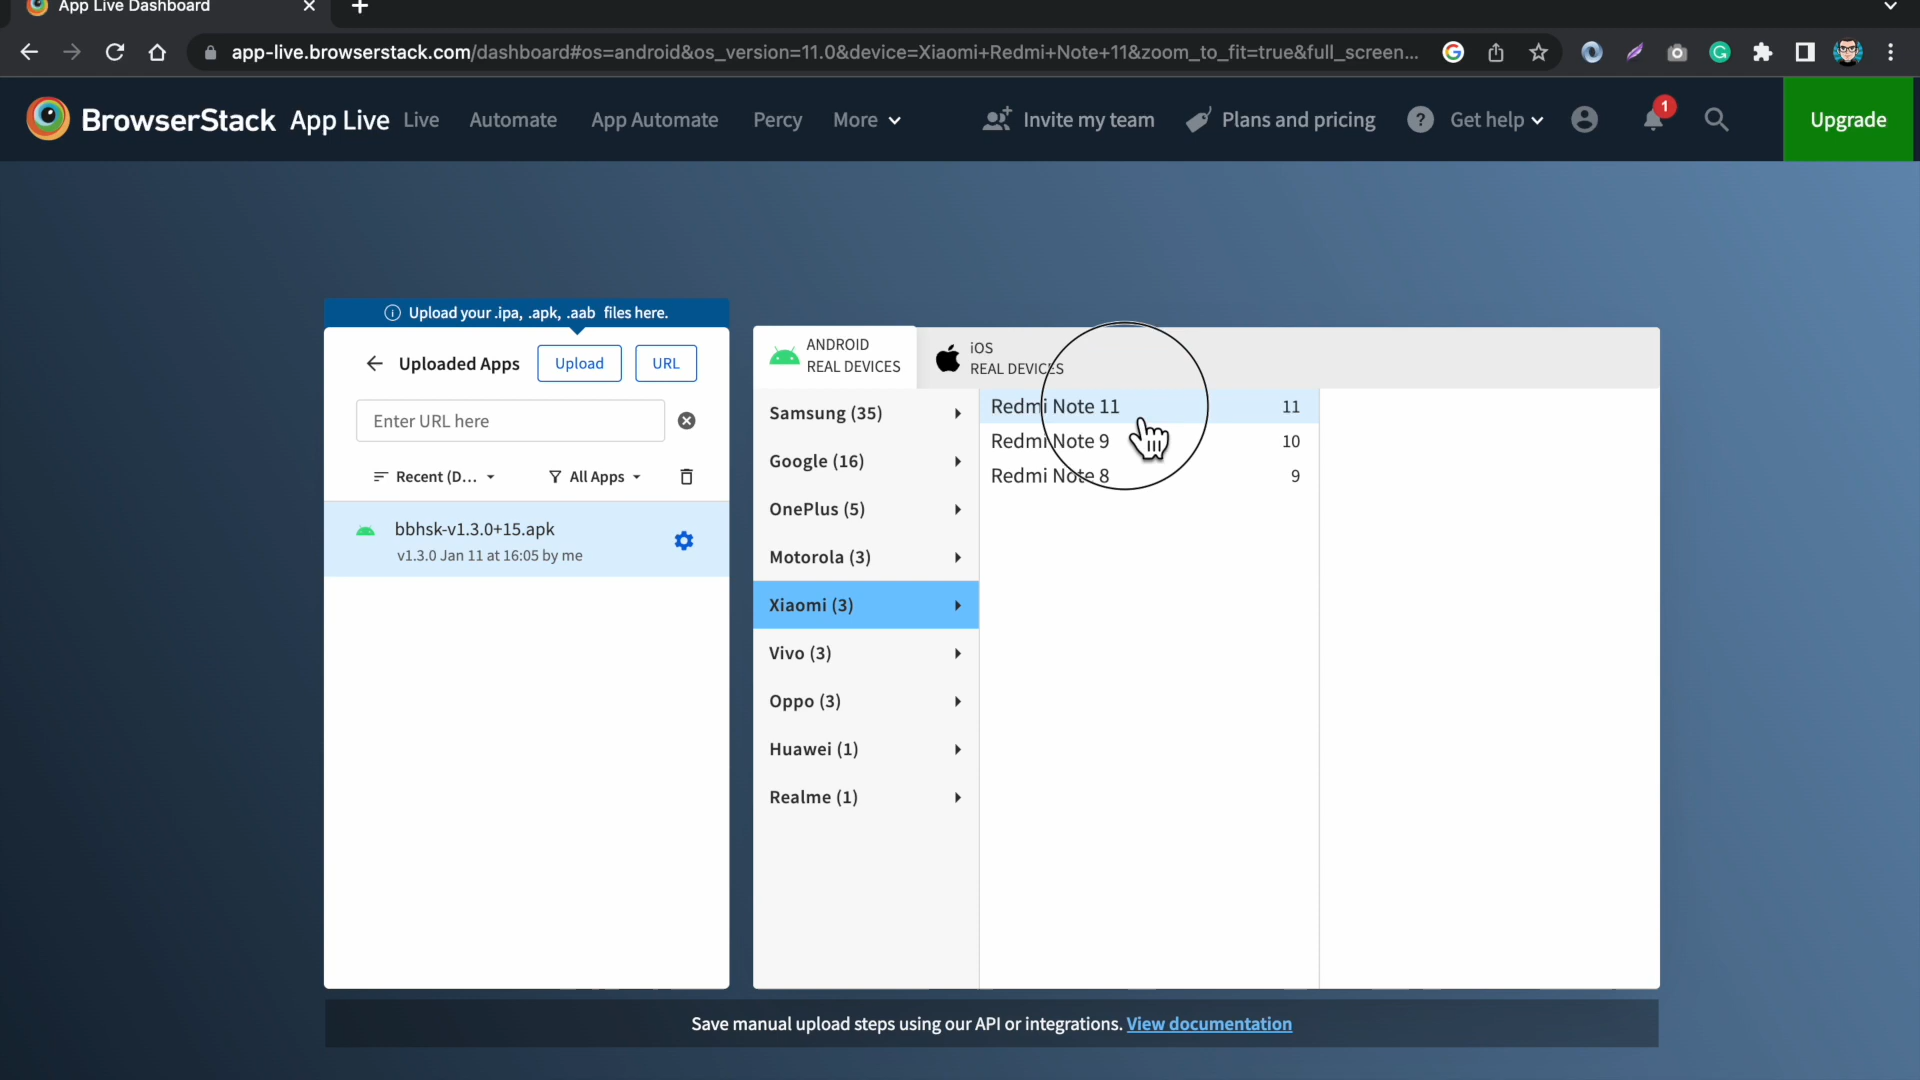 App Live Dashboard
app-live.browserstack.com/dashboard#os=android&os_version=11.0&device=Xiaomi+Redmi+Note+11&zoom_to_fit=true&full_screen...
BrowserStack App Live Live Automate App Automate Percy More Invite my team Plans and pricing ? Get help 1 Upgrade
Upload your .ipa, .apk, .aab files here.
Uploaded Apps Upload URL
Enter URL here
Recent (D... All Apps
bbhsk-v1.3.0+15.apk
v1.3.0 Jan 11 at 16:05 by me
ANDROID
REAL DEVICES
iOS
REAL DEVICES
Samsung (35)
Google (16)
OnePlus (5)
Motorola (3)
Xiaomi (3)
Vivo (3)
Oppo (3)
Huawei (1)
Realme (1)
Redmi Note 11 11
Redmi Note 9 10
Redmi Note 8 9
Save manual upload steps using our API or integrations. View documentation